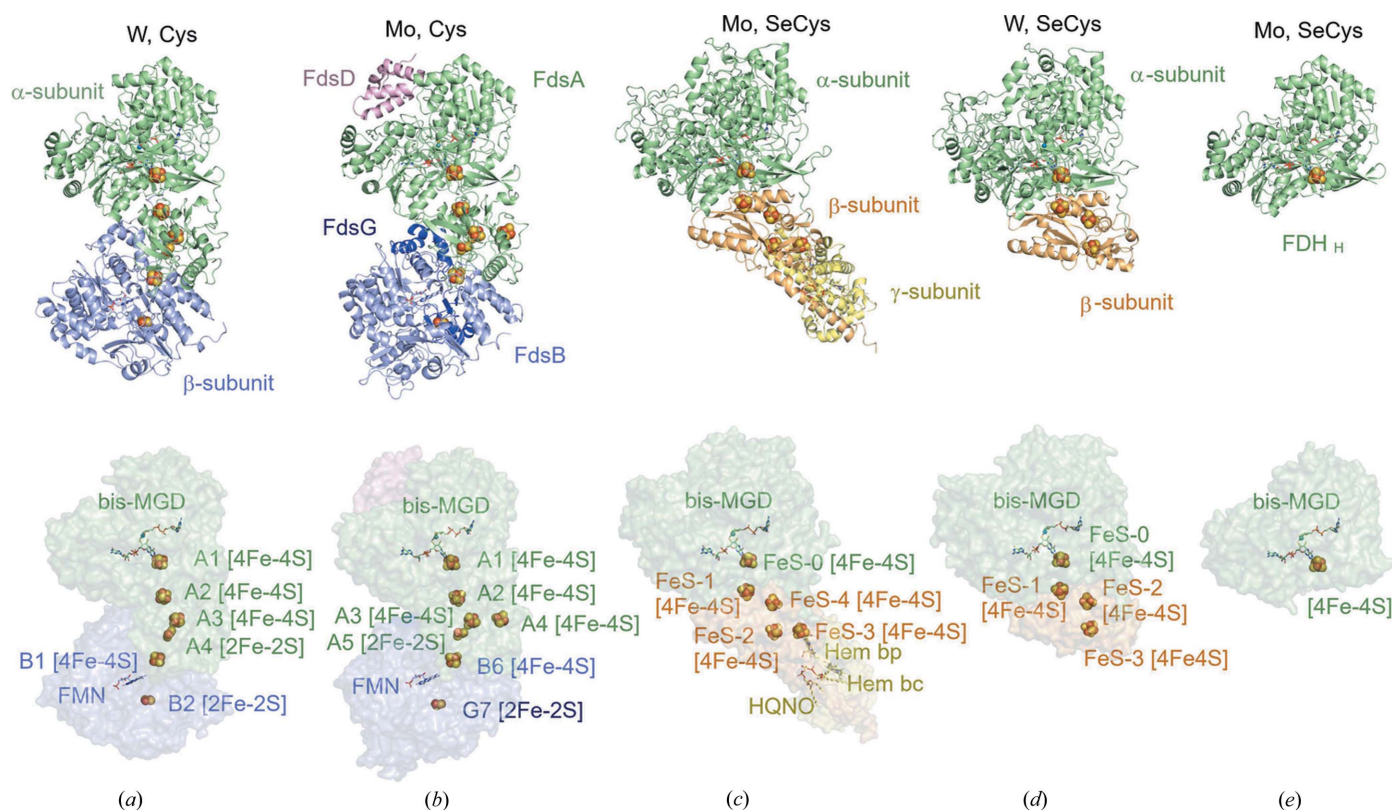 W, Cys
Mo, Cys
Mo, SeCys
W, SeCys
Mo, SeCys
α-subunit
FdsD
FdsA
α-subunit
α-subunit
β-subunit
FdsG
FDH H
γ-subunit
β-subunit
FdsB
β-subunit
bis-MGD
A1 [4Fe-4S]
A2 [4Fe-4S]
A3 [4Fe-4S]
A4 [2Fe-2S]
B1 [4Fe-4S]
FMN
B2 [2Fe-2S]
bis-MGD
A1 [4Fe-4S]
A2 [4Fe-4S]
A3 [4Fe-4S]
A4 [4Fe-4S]
A5 [2Fe-2S]
B6 [4Fe-4S]
FMN
G7 [2Fe-2S]
bis-MGD
FeS-0 [4Fe-4S]
FeS-1
[4Fe-4S]
FeS-4 [4Fe-4S]
FeS-2
[4Fe-4S]
FeS-3 [4Fe-4S]
Hem bp
Hem bc
HQNO
bis-MGD
FeS-0
[4Fe-4S]
FeS-1
[4Fe-4S]
FeS-2
[4Fe-4S]
FeS-3 [4Fe4S]
bis-MGD
[4Fe-4S]
(a)
(b)
(c)
(d)
(e)